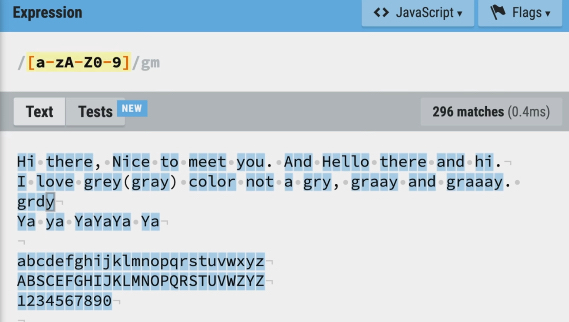 Expression
<> JavaScript ▾
Flags ▾
/[a-zA-Z0-9]/gm
Text
Tests
NEW
296 matches (0.4ms)
Hi there, Nice to meet you. And Hello there and hi.
I love grey(gray) color not a gry, graay and graaay.
grdy
Ya ya YaYaYa Ya
abcdefghijklmnopqrstuvwxyz
ABSCEFGHIJKLMNOPQRSTUVWZYZ
1234567890